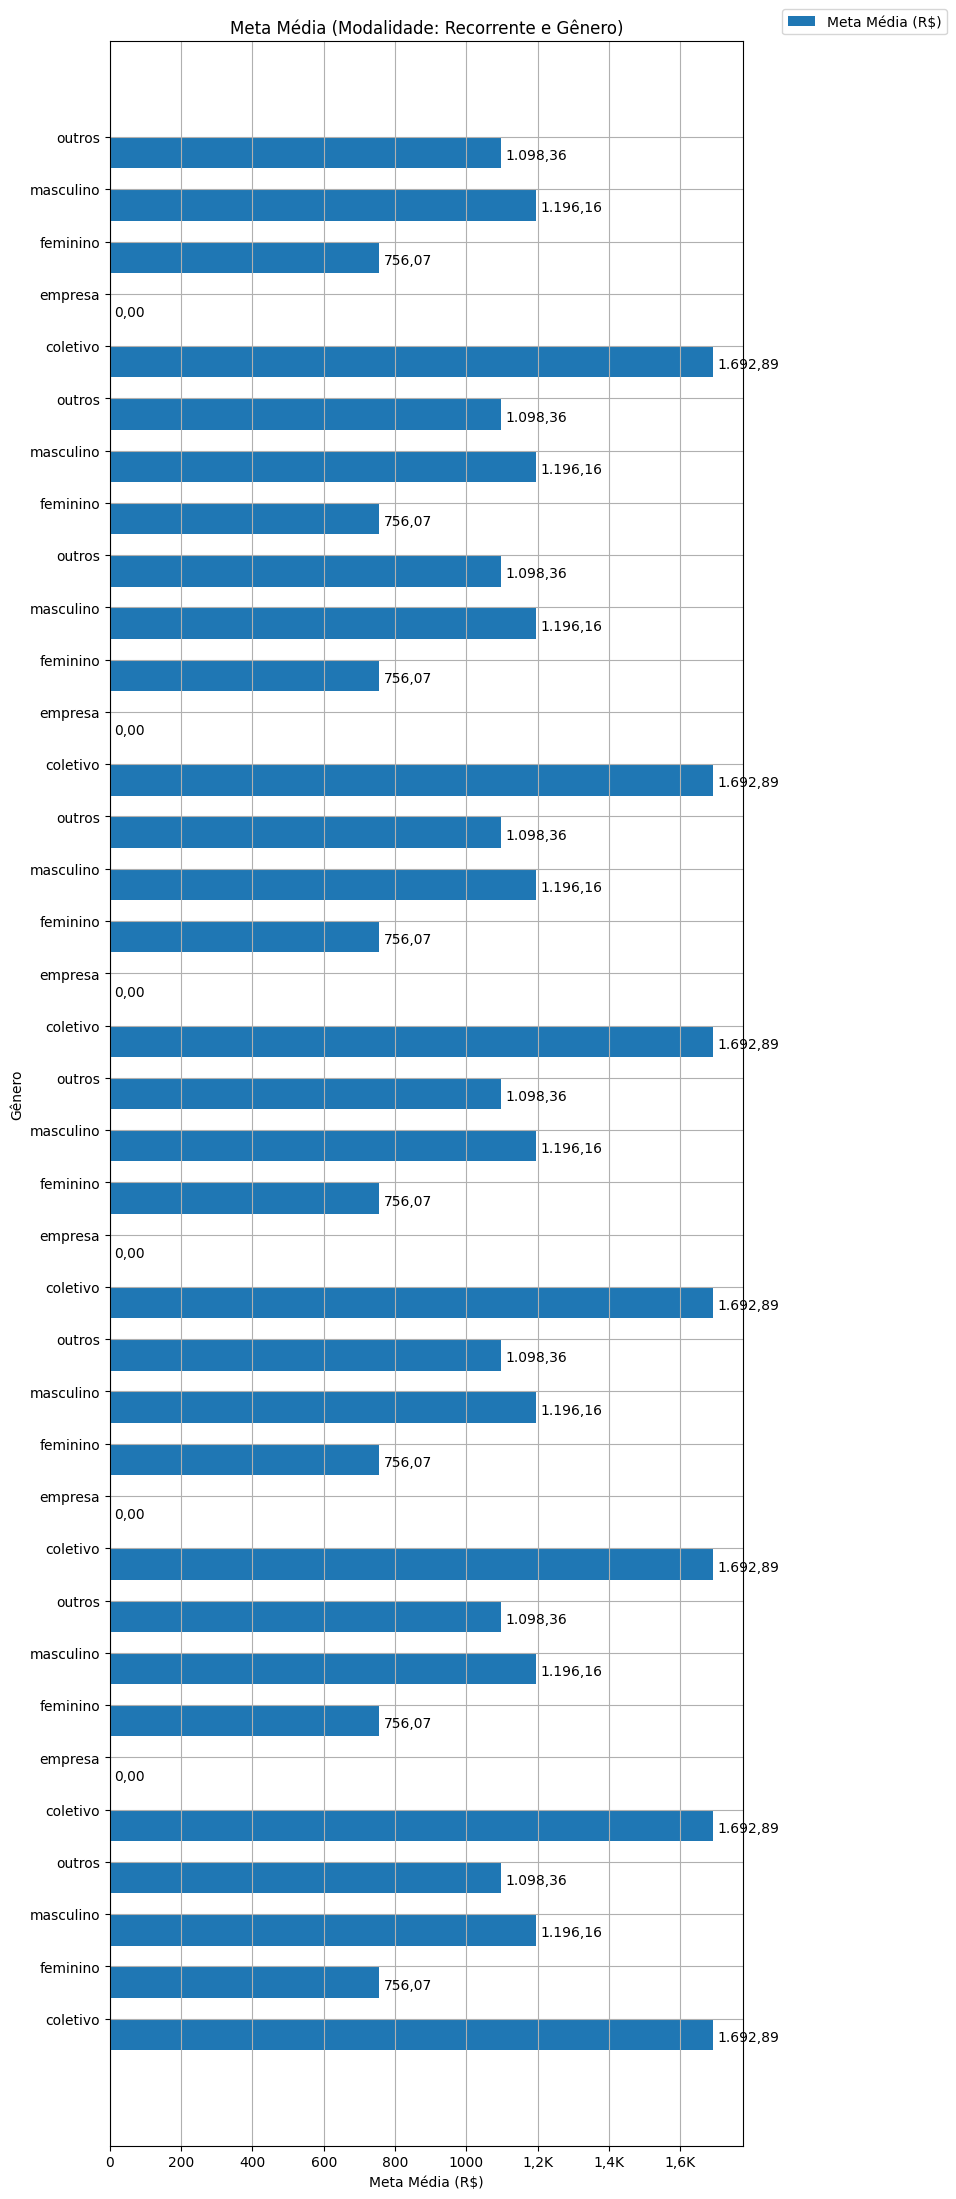 Meta Média (Modalidade: Recorrente e Gênero)
Meta Média (R$)
outros 1.098,36
masculino 1.196,16
feminino 756,07
empresa 0,00
coletivo 1.692,89
outros 1.098,36
masculino 1.196,16
feminino 756,07
outros 1.098,36
masculino 1.196,16
feminino 756,07
empresa 0,00
coletivo 1.692,89
outros 1.098,36
masculino 1.196,16
feminino 756,07
empresa 0,00
coletivo 1.692,89
outros 1.098,36
masculino 1.196,16
feminino 756,07
empresa 0,00
coletivo 1.692,89
outros 1.098,36
masculino 1.196,16
feminino 756,07
empresa 0,00
coletivo 1.692,89
outros 1.098,36
masculino 1.196,16
feminino 756,07
empresa 0,00
coletivo 1.692,89
outros 1.098,36
masculino 1.196,16
feminino 756,07
coletivo 1.692,89
Gênero
0 200 400 600 800 1000 1,2K 1,4K 1,6K
Meta Média (R$)